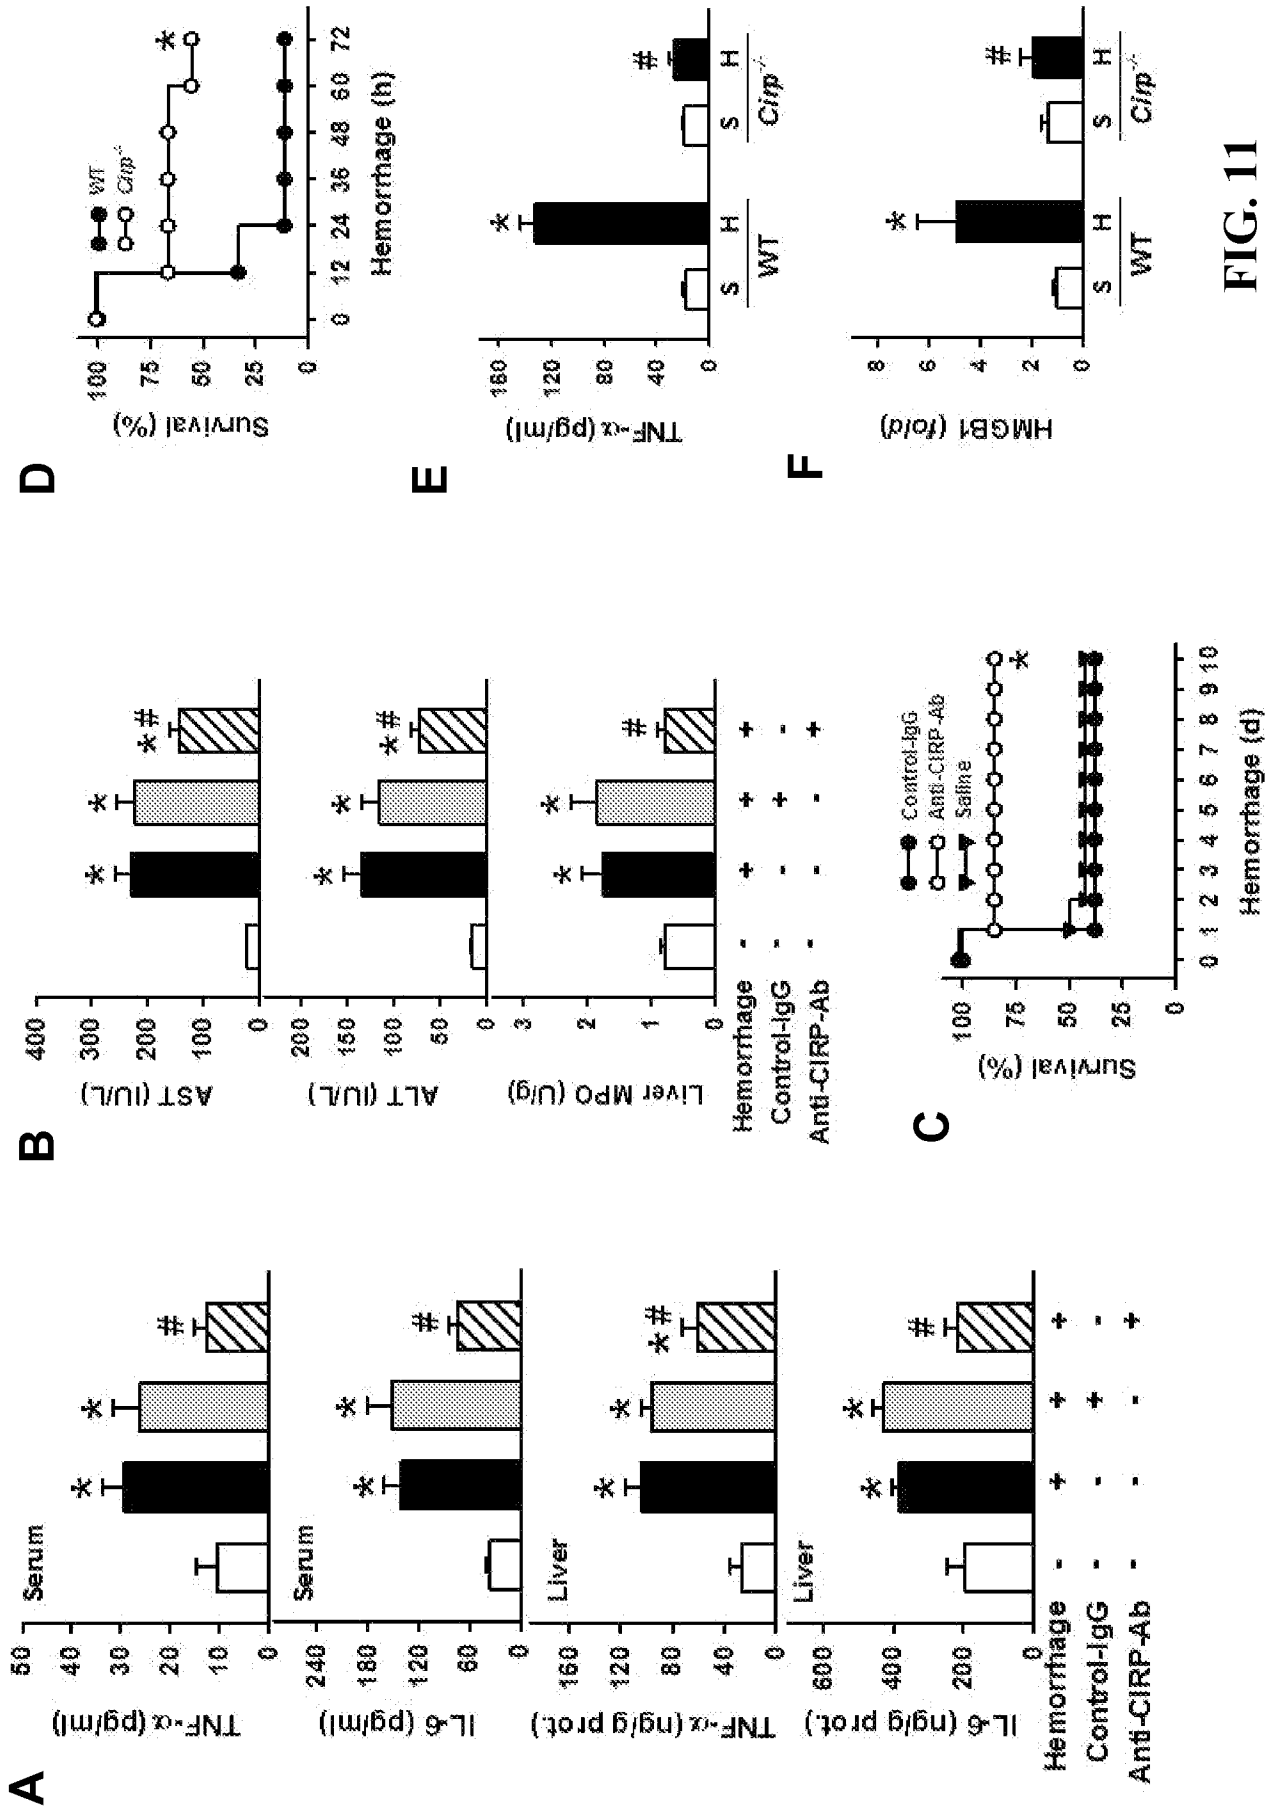 A
Serum
TNF-α (pg/ml)
50
40
30
20
10
0
*
*
#
Serum
IL-6 (pg/ml)
240
180
120
60
0
*
*
#
Liver
TNF-α (ng/g prot.)
160
120
80
40
0
*
*
*#
Liver
IL-6 (ng/g prot.)
600
400
200
0
*
*
#
Hemorrhage - + + +
Control-IgG - - + -
Anti-CIRP-Ab - - - +
B
AST (IU/L)
400
300
200
100
0
*
*
*#
ALT (IU/L)
200
150
100
50
0
*
*
*#
Liver MPO (U/g)
3
2
1
0
*
*
#
Hemorrhage - + + +
Control-IgG - - + -
Anti-CIRP-Ab - - - +
C
Survival (%)
100
75
50
25
0
Control-IgG
Anti-CIRP-Ab
Saline
*
0 1 2 3 4 5 6 7 8 9 10
Hemorrhage (d)
D
Survival (%)
100
75
50
25
0
WT
Cirp-/-
*
0 12 24 36 48 60 72
Hemorrhage (h)
E
TNF-α (pg/ml)
160
120
80
40
0
*
#
S H S H
WT Cirp-/-
F
HMGB1 (fold)
8
6
4
2
0
*
#
S H S H
WT Cirp-/-
FIG. 11